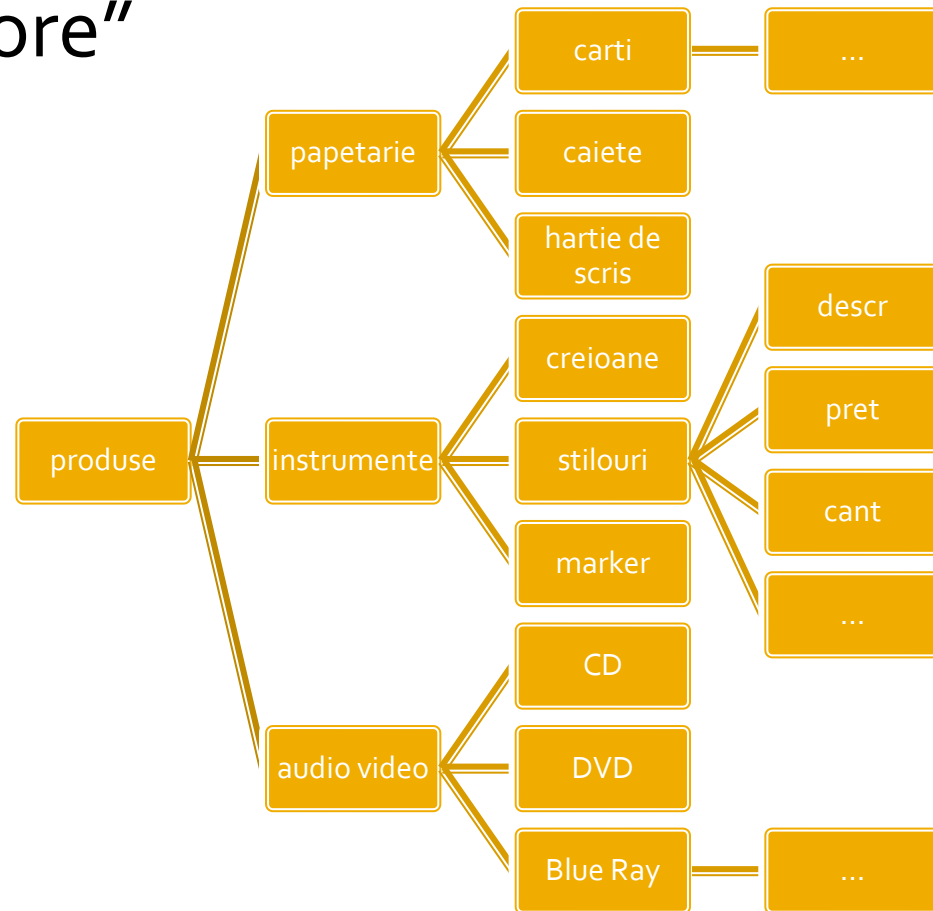 ore”
carti
...
papetarie
caiete
hartie de
scris
descr
creioane
pret
produse
instrumente
stilouri
cant
marker
...
CD
audio video
DVD
Blue Ray
...